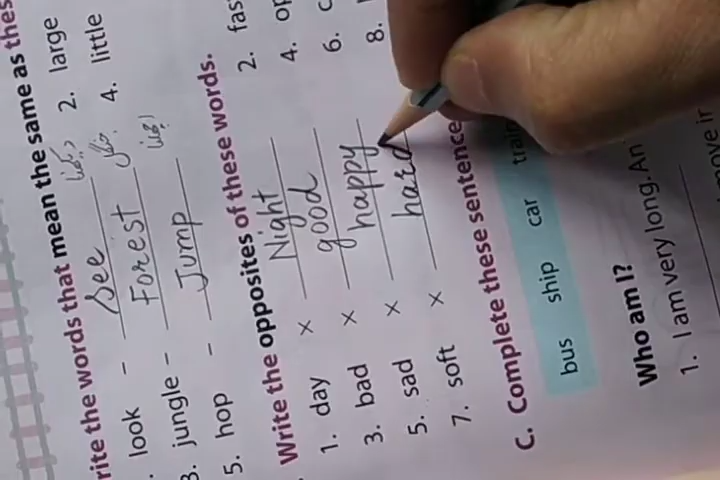 rite the words that mean the same as thes
look - See 2. large
3. jungle - Forest 4. little
5. hop - Jump
Write the opposites of these words.
1. day × Night 2. fas
3. bad × good 4. op
5. sad × happy 6. c
7. soft × hard 8.
C. Complete these sentence
bus ship car train
Who am I?
1. I am very long. An
move ir